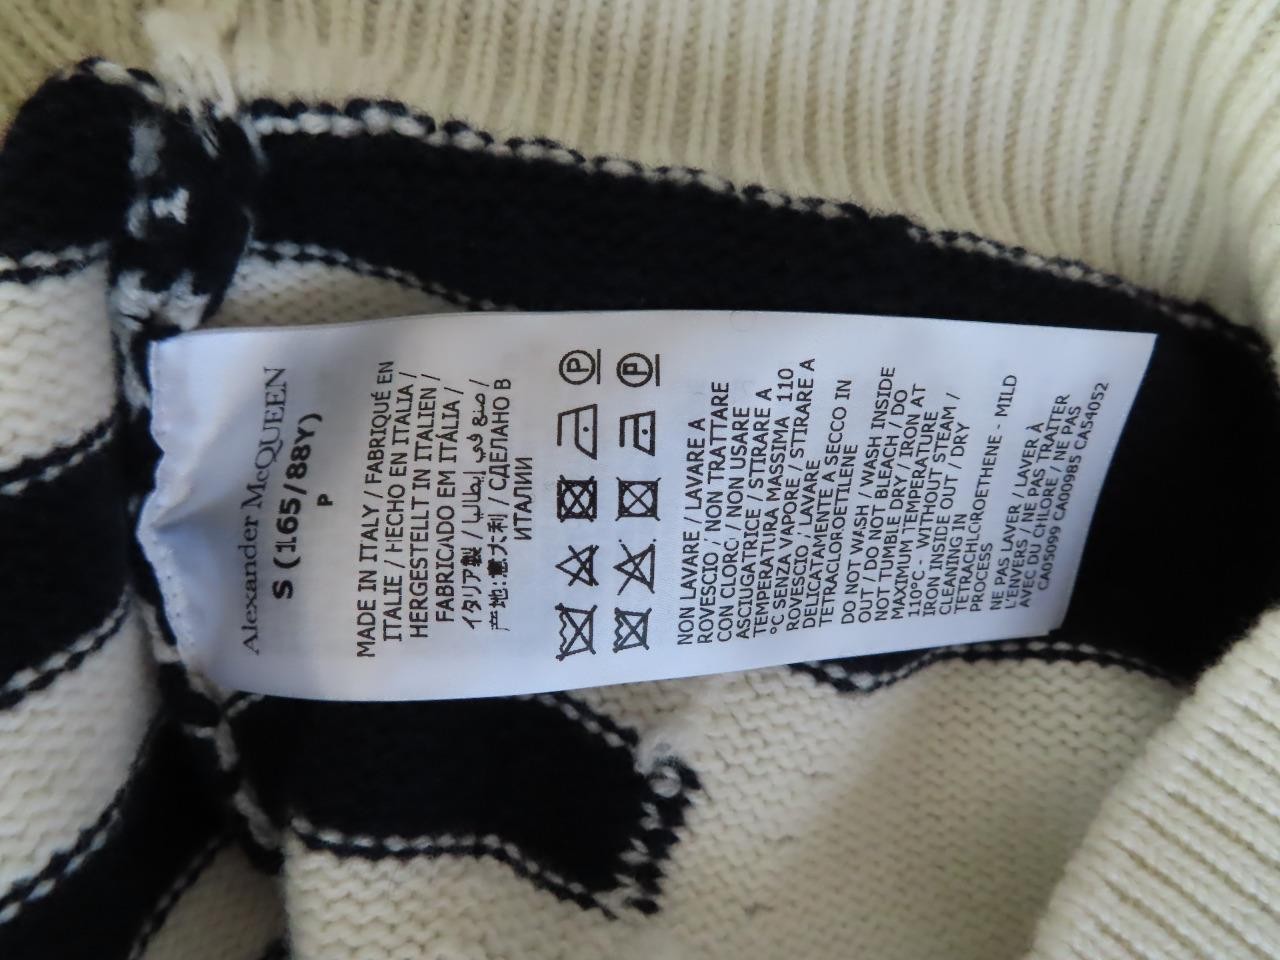 Alexander McQUEEN
S (165/88Y)
P
MADE IN ITALY / FABRIQUÉ EN
ITALIE / HECHO EN ITALIA /
HERGESTELLT IN ITALIEN /
FABRICADO EM ITÁLIA /
イタリア製 / صنع في إيطاليا /
产地:意大利 / СДЕЛАНО В
ИТАЛИИ
P
P
NON LAVARE / LAVARE A
ROVESCIO / NON TRATTARE
CON CLORO / NON USARE
ASCIUGATRICE / STIRARE A
TEMPERATURA MASSIMA 110
°C SENZA VAPORE / STIRARE A
ROVESCIO / LAVARE
DELICATAMENTE A SECCO IN
TETRACLOROETILENE
DO NOT WASH / WASH INSIDE
OUT / DO NOT BLEACH / DO
NOT TUMBLE DRY / IRON AT
MAXIMUM TEMPERATURE
110°C - WITHOUT STEAM /
IRON INSIDE OUT / DRY
CLEANING IN
TETRACHLOROETHENE - MILD
PROCESS
NE PAS LAVER / LAVER À
L'ENVERS / NE PAS TRAITER
AVEC DU CHLORE / NE PAS
CA05099 CA00985 CA54052